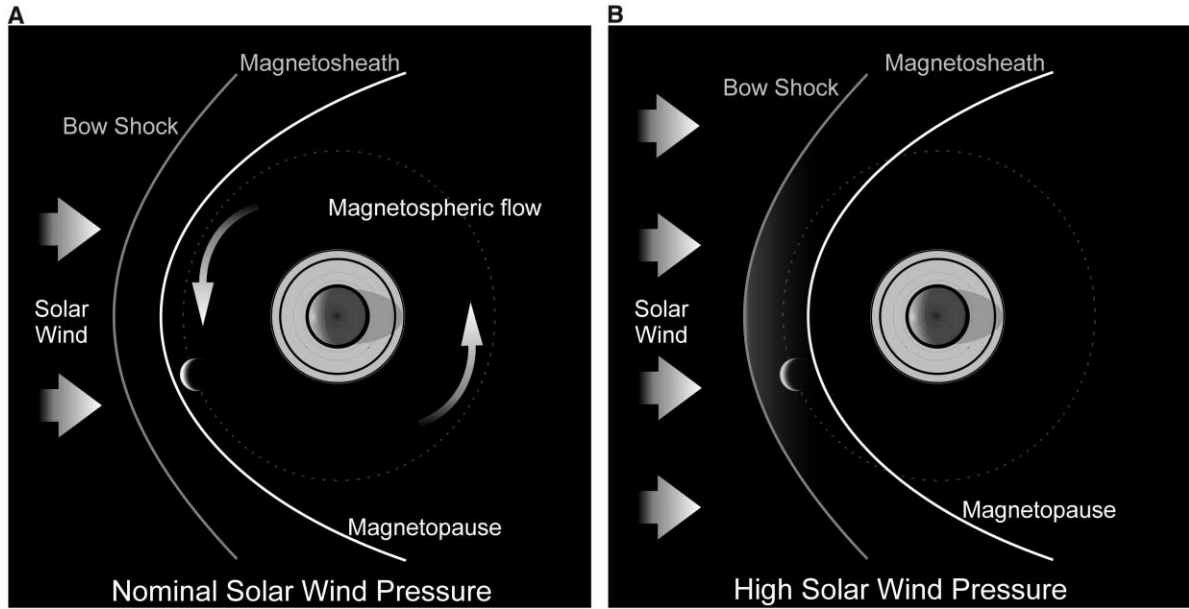 A
Magnetosheath
Bow Shock
Magnetospheric flow
Solar
Wind
Magnetopause
Nominal Solar Wind Pressure
B
Magnetosheath
Bow Shock
Solar
Wind
Magnetopause
High Solar Wind Pressure